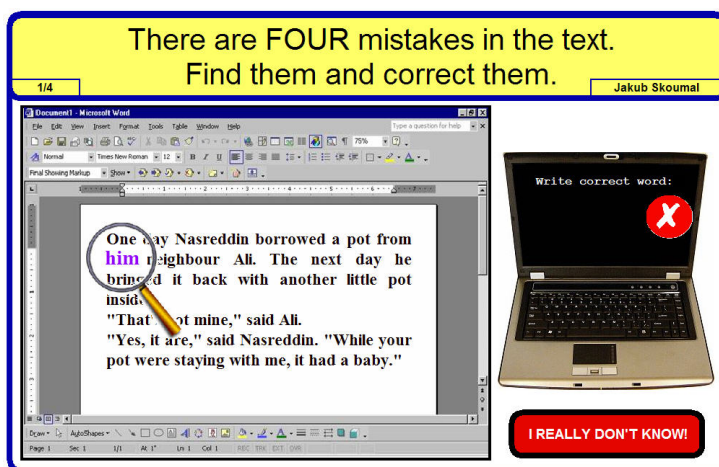 There are FOUR mistakes in the text.
Find them and correct them.
1/4
Jakub Skoumal
Document1 - Microsoft Word
File Edit View Insert Format Tools Table Window Help
Type a question for help
Normal Times New Roman 12 B I U
75%
Final Showing Markup Show
One day Nasreddin borrowed a pot from
him neighbour Ali. The next day he
bringed it back with another little pot
inside
"That's not mine," said Ali.
"Yes, it are," said Nasreddin. "While your
pot were staying with me, it had a baby."
Draw AutoShapes
Page 1 Sec 1 1/1 At 1" Ln 1 Col 1 REC TRK EXT OVR
Write correct word:
X
I REALLY DON'T KNOW!